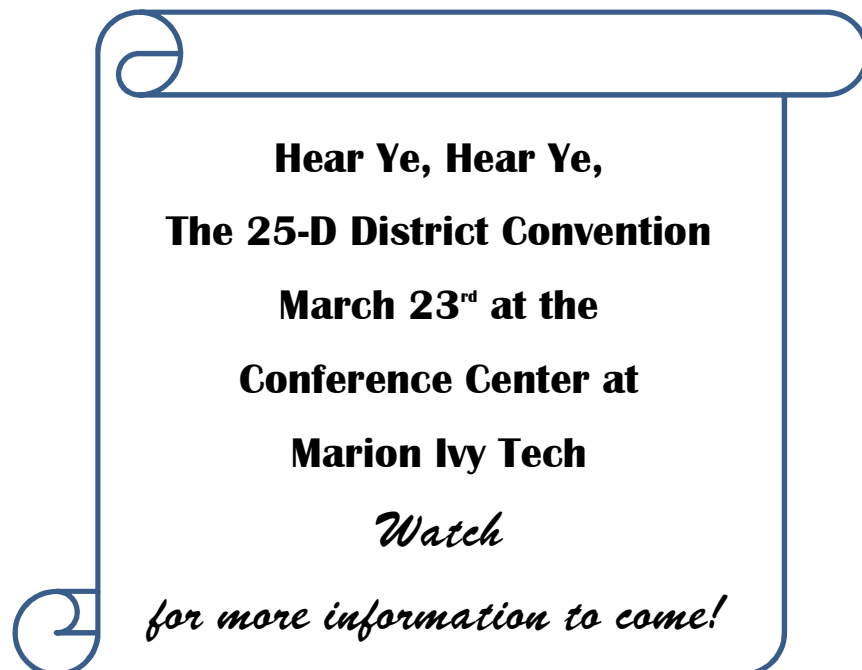 Hear Ye, Hear Ye,
The 25-D District Convention
March 23rd at the
Conference Center at
Marion Ivy Tech
Watch
for more information to come!